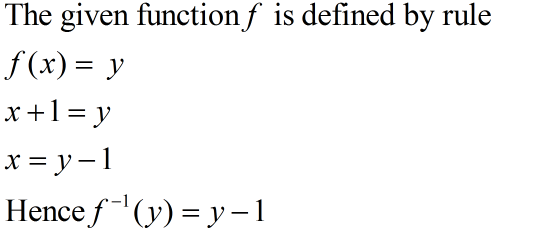 The given function f is defined by rule
f(x) = y
x+1 = y
x = y−1
Hence f⁻¹(y) = y−1